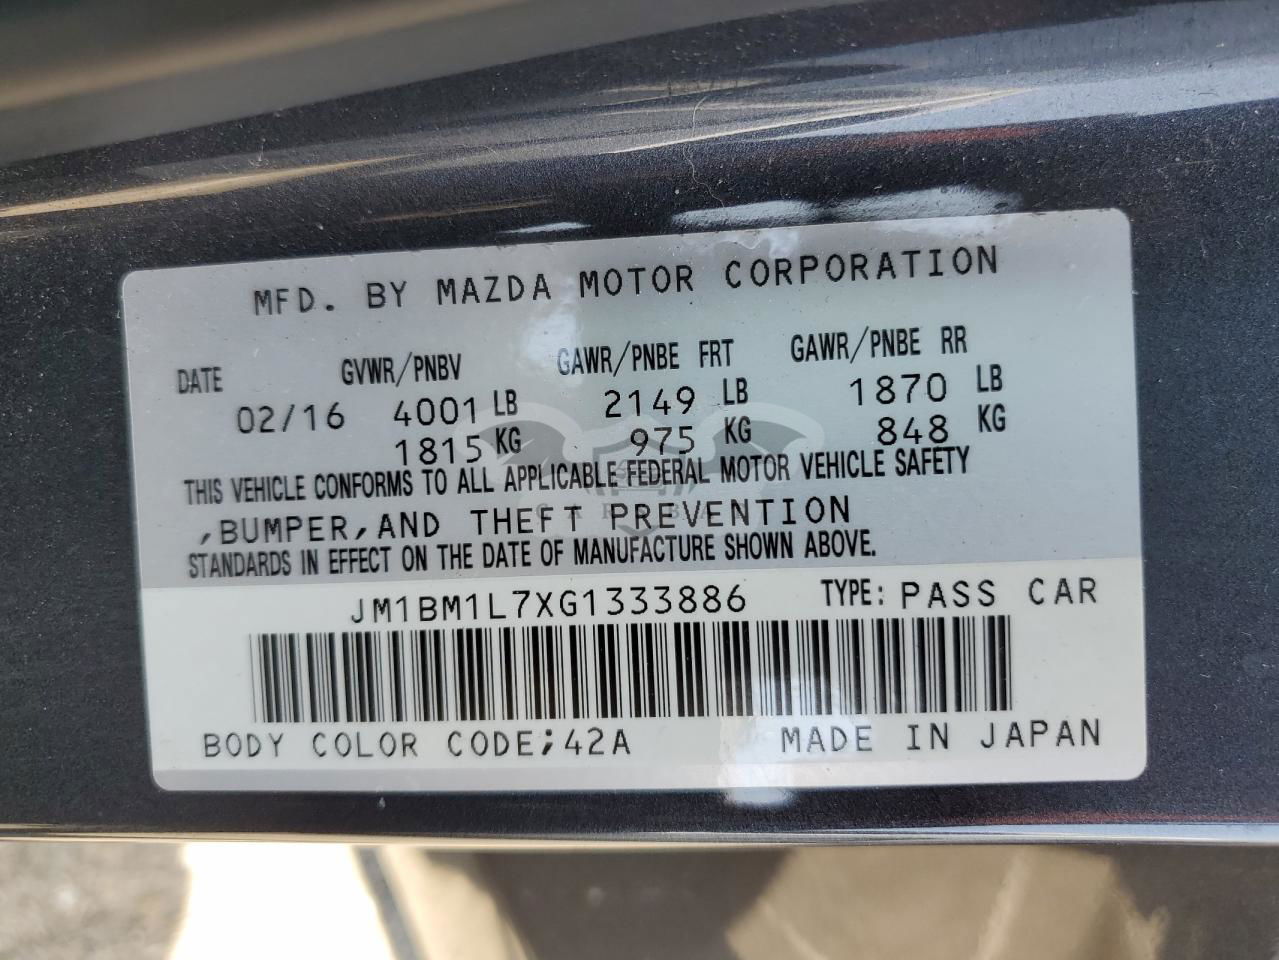 MFD. BY MAZDA MOTOR CORPORATION
DATE GVWR/PNBV GAWR/PNBE FRT GAWR/PNBE RR
02/16 4001 LB 2149 LB 1870 LB
1815 KG 975 KG 848 KG
THIS VEHICLE CONFORMS TO ALL APPLICABLE FEDERAL MOTOR VEHICLE SAFETY
,BUMPER,AND THEFT PREVENTION
STANDARDS IN EFFECT ON THE DATE OF MANUFACTURE SHOWN ABOVE.
JM1BM1L7XG1333886 TYPE: PASS CAR
BODY COLOR CODE;42A MADE IN JAPAN